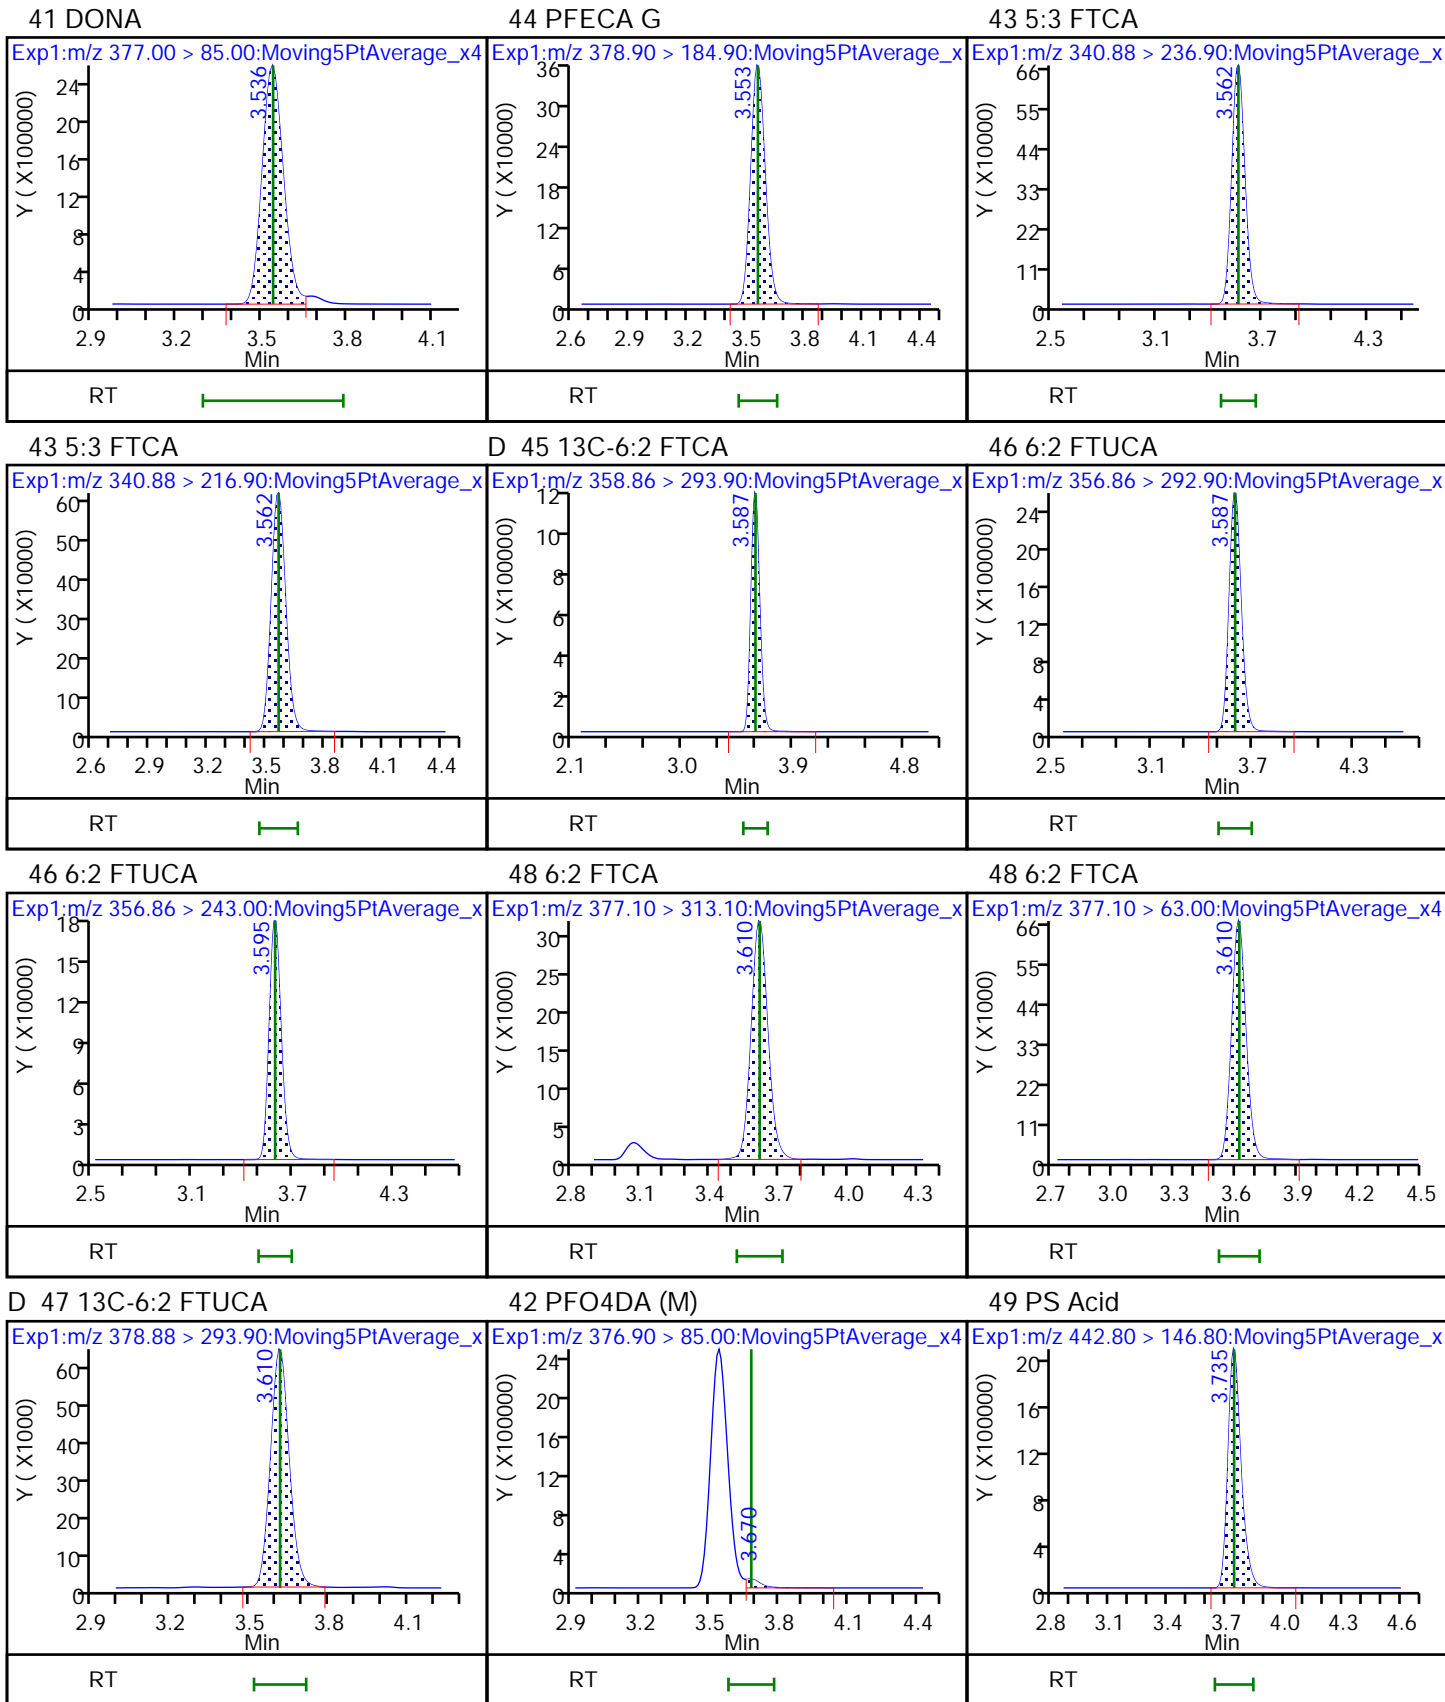 41 DONA
Exp1:m/z 377.00 > 85.00:Moving5PtAverage_x4
Y ( X100000)
24
20
16
12
8
4
0
3.536
2.9 3.2 3.5 3.8 4.1
Min
RT
44 PFECA G
Exp1:m/z 378.90 > 184.90:Moving5PtAverage_x
Y ( X100000)
36
30
24
18
12
6
0
3.553
2.6 2.9 3.2 3.5 3.8 4.1 4.4
Min
RT
43 5:3 FTCA
Exp1:m/z 340.88 > 236.90:Moving5PtAverage_x
Y ( X100000)
66
55
44
33
22
11
0
3.562
2.5 3.1 3.7 4.3
Min
RT
43 5:3 FTCA
Exp1:m/z 340.88 > 216.90:Moving5PtAverage_x
Y ( X100000)
60
50
40
30
20
10
0
3.562
2.6 2.9 3.2 3.5 3.8 4.1 4.4
Min
RT
D 45 13C-6:2 FTCA
Exp1:m/z 358.86 > 293.90:Moving5PtAverage_x
Y ( X100000)
12
10
8
6
4
2
0
3.587
2.1 3.0 3.9 4.8
Min
RT
46 6:2 FTUCA
Exp1:m/z 356.86 > 292.90:Moving5PtAverage_x
Y ( X100000)
24
20
16
12
8
4
0
3.587
2.5 3.1 3.7 4.3
Min
RT
46 6:2 FTUCA
Exp1:m/z 356.86 > 243.00:Moving5PtAverage_x
Y ( X10000)
18
15
12
9
6
3
0
3.595
2.5 3.1 3.7 4.3
Min
RT
48 6:2 FTCA
Exp1:m/z 377.10 > 313.10:Moving5PtAverage_x
Y ( X1000)
30
25
20
15
10
5
0
3.610
2.8 3.1 3.4 3.7 4.0 4.3
Min
RT
48 6:2 FTCA
Exp1:m/z 377.10 > 63.00:Moving5PtAverage_x4
Y ( X1000)
66
55
44
33
22
11
0
3.610
2.7 3.0 3.3 3.6 3.9 4.2 4.5
Min
RT
D 47 13C-6:2 FTUCA
Exp1:m/z 378.88 > 293.90:Moving5PtAverage_x
Y ( X1000)
60
50
40
30
20
10
0
3.610
2.9 3.2 3.5 3.8 4.1
Min
RT
42 PFO4DA (M)
Exp1:m/z 376.90 > 85.00:Moving5PtAverage_x4
Y ( X100000)
24
20
16
12
8
4
0
3.670
2.9 3.2 3.5 3.8 4.1 4.4
Min
RT
49 PS Acid
Exp1:m/z 442.80 > 146.80:Moving5PtAverage_x
Y ( X100000)
20
16
12
8
4
0
3.735
2.8 3.1 3.4 3.7 4.0 4.3 4.6
Min
RT